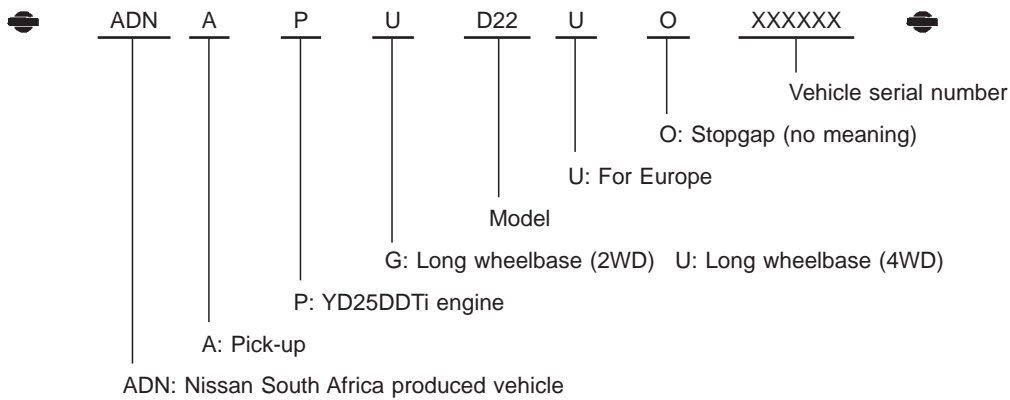 ADN A P U D22 U O XXXXXX
Vehicle serial number
O: Stopgap (no meaning)
U: For Europe
Model
G: Long wheelbase (2WD) U: Long wheelbase (4WD)
P: YD25DDTi engine
A: Pick-up
ADN: Nissan South Africa produced vehicle